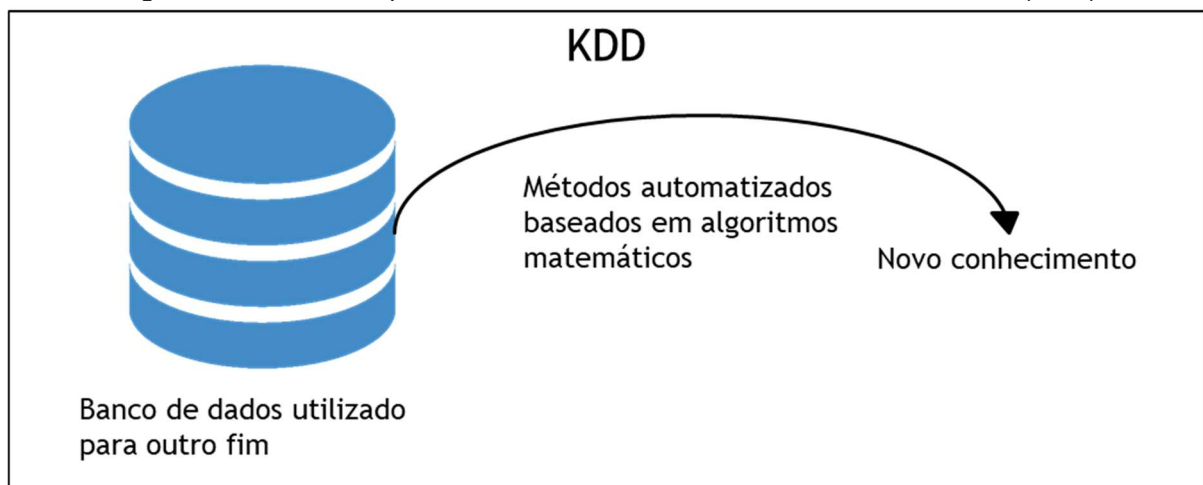 KDD
Métodos automatizados
baseados em algoritmos
matemáticos
Novo conhecimento
Banco de dados utilizado
para outro fim